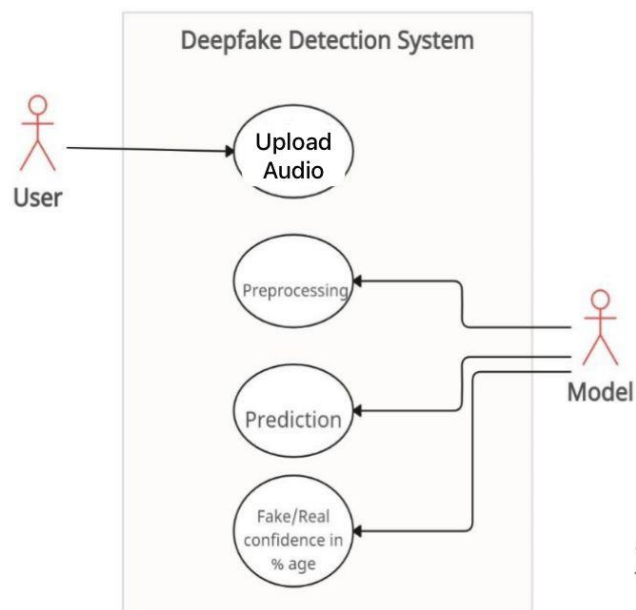 Deepfake Detection System
Upload
Audio
User
Preprocessing
Model
Prediction
Fake/Real
confidence in
% age